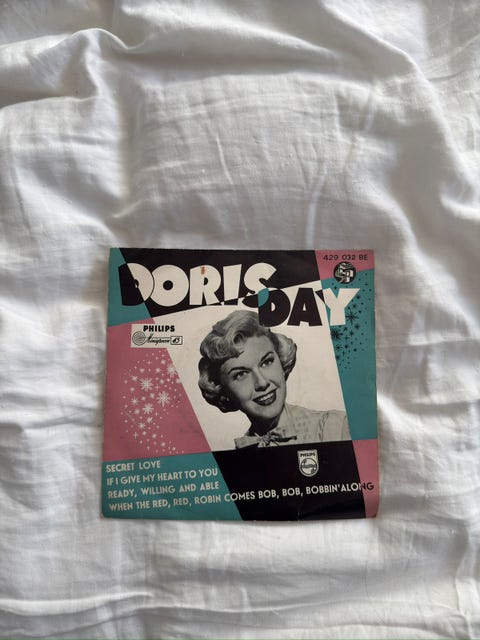 429 032 BE
DORIS
DAY
PHILIPS
Minigroove 45
PHILIPS
SECRET LOVE
IF I GIVE MY HEART TO YOU
READY, WILLING AND ABLE
WHEN THE RED, RED, ROBIN COMES BOB, BOB, BOBBIN' ALONG